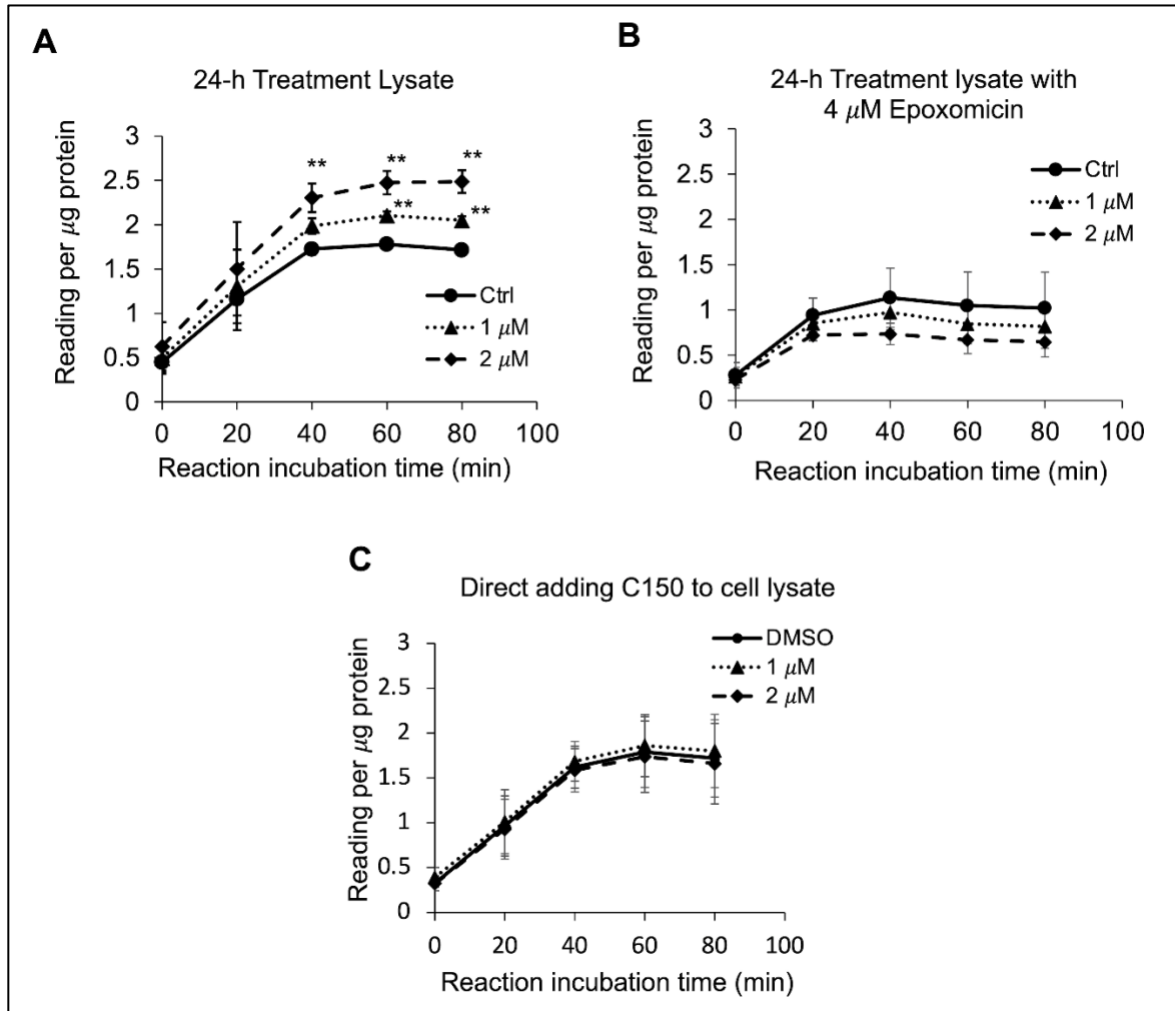 A
24-h Treatment Lysate
Reading per μg protein
3
2.5
2
1.5
1
0.5
0
** ** **
** **
Ctrl
1 μM
2 μM
0 20 40 60 80 100
Reaction incubation time (min)
B
24-h Treatment lysate with
4 μM Epoxomicin
Reading per μg protein
3
2.5
2
1.5
1
0.5
0
Ctrl
1 μM
2 μM
0 20 40 60 80 100
Reaction incubation time (min)
C
Direct adding C150 to cell lysate
Reading per μg protein
3
2.5
2
1.5
1
0.5
0
DMSO
1 μM
2 μM
0 20 40 60 80 100
Reaction incubation time (min)